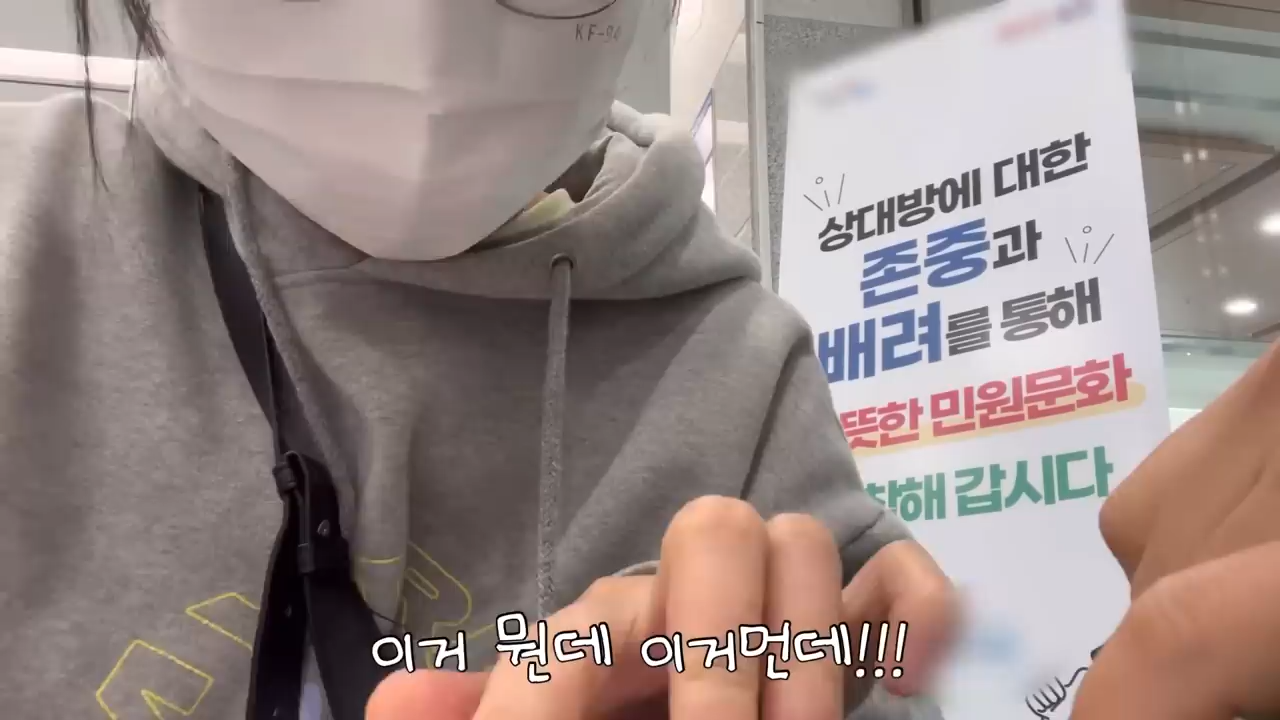 KF-94
상대방에 대한
존중과
배려를 통해
뜻한 민원문화
착해 갑시다
이거 뭔데 이거먼데!!!